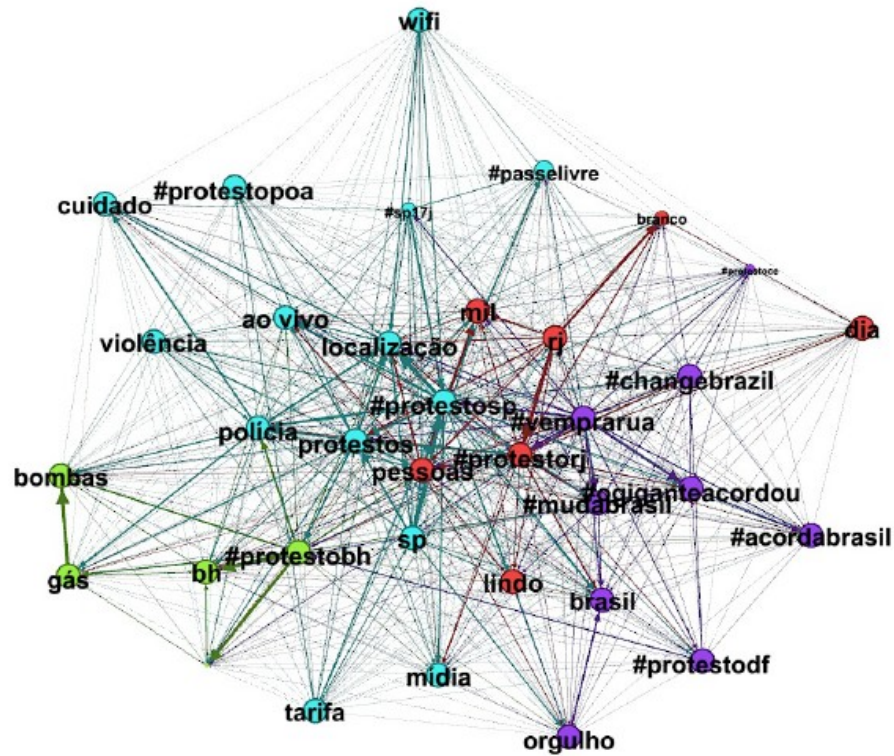 wifi
#passelivre
#protestopoa
cuidado
#sp17j
branco
#protestoce
mil
ao vivo
dia
rj
violência
localização
#changebrazil
#protestosp
#vemprarua
polícia
protestos
#protestorj
pessoas
bombas
#ogiganteacordou
#mudabrasil
#acordabrasil
sp
#protestobh
bh
gás
lindo
brasil
#protestodf
mídia
tarifa
orgulho